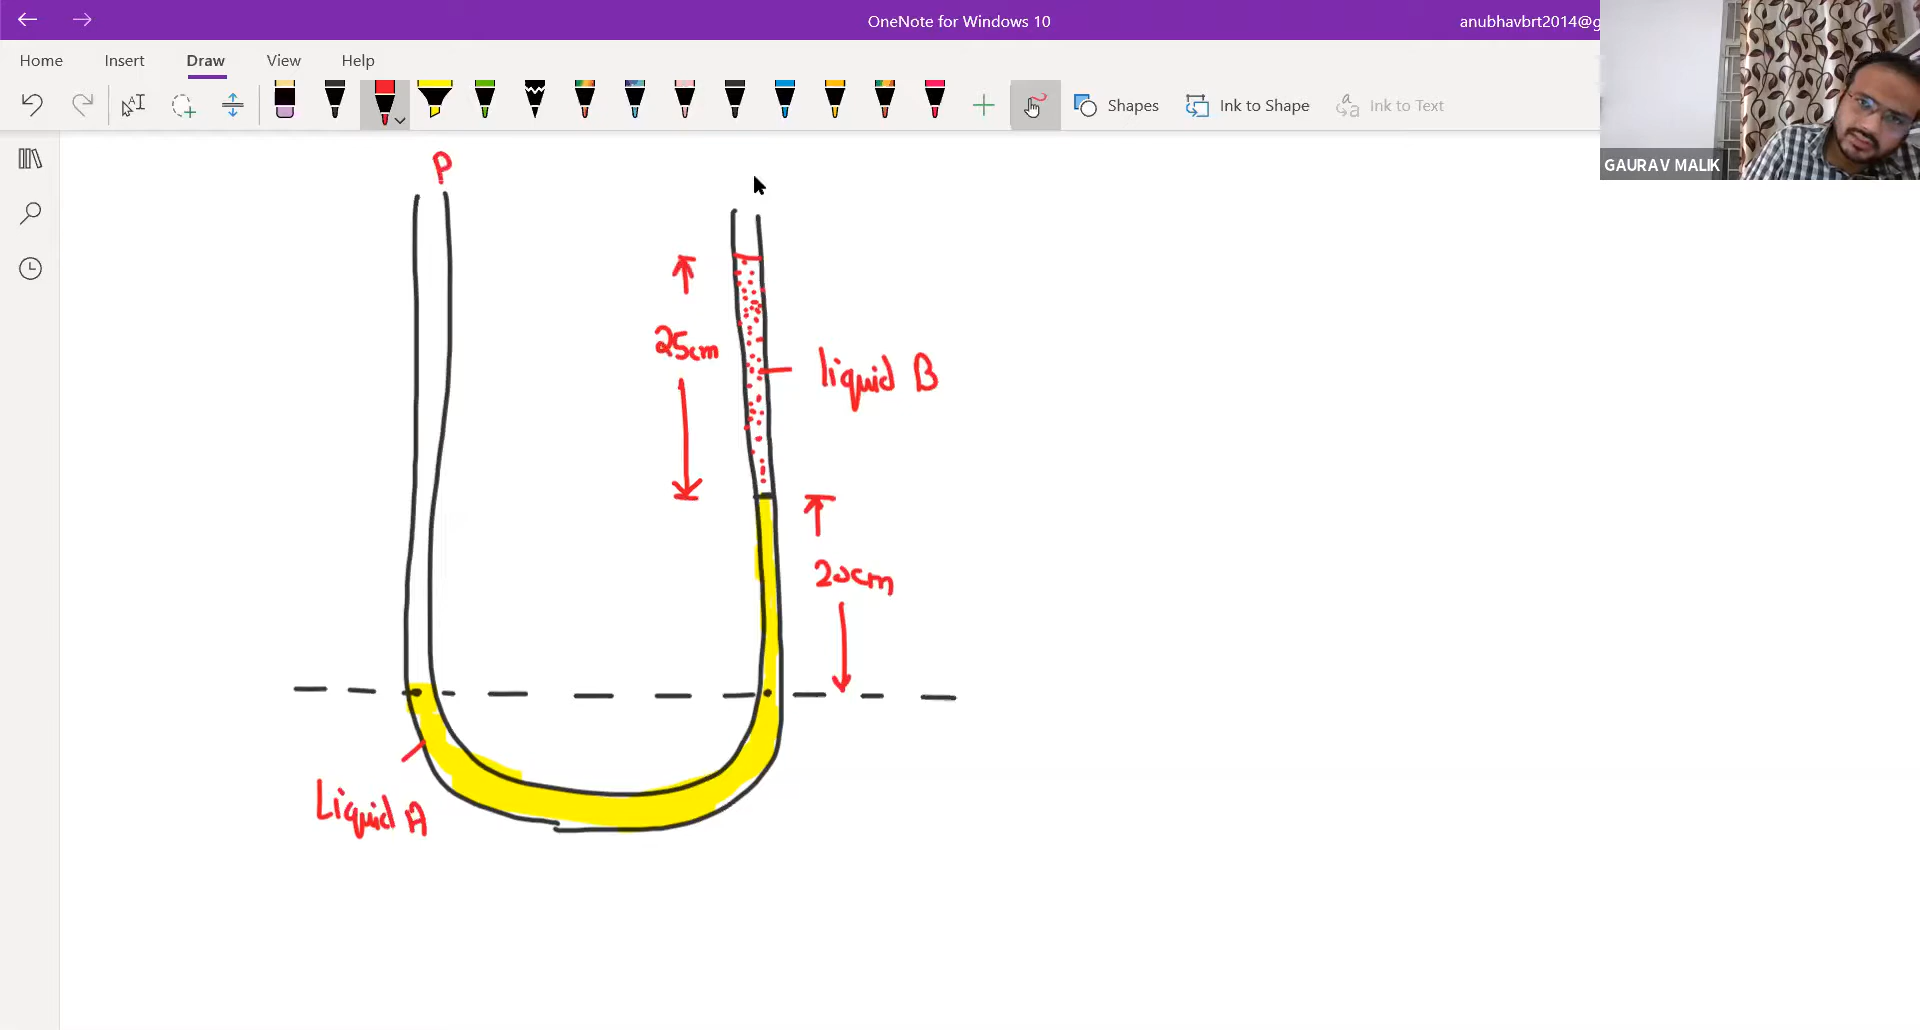 OneNote for Windows 10
anubhavbrt2014@g
Home Insert Draw View Help
Shapes Ink to Shape Ink to Text
GAURAV MALIK
P
25cm
liquid B
20cm
Liquid A